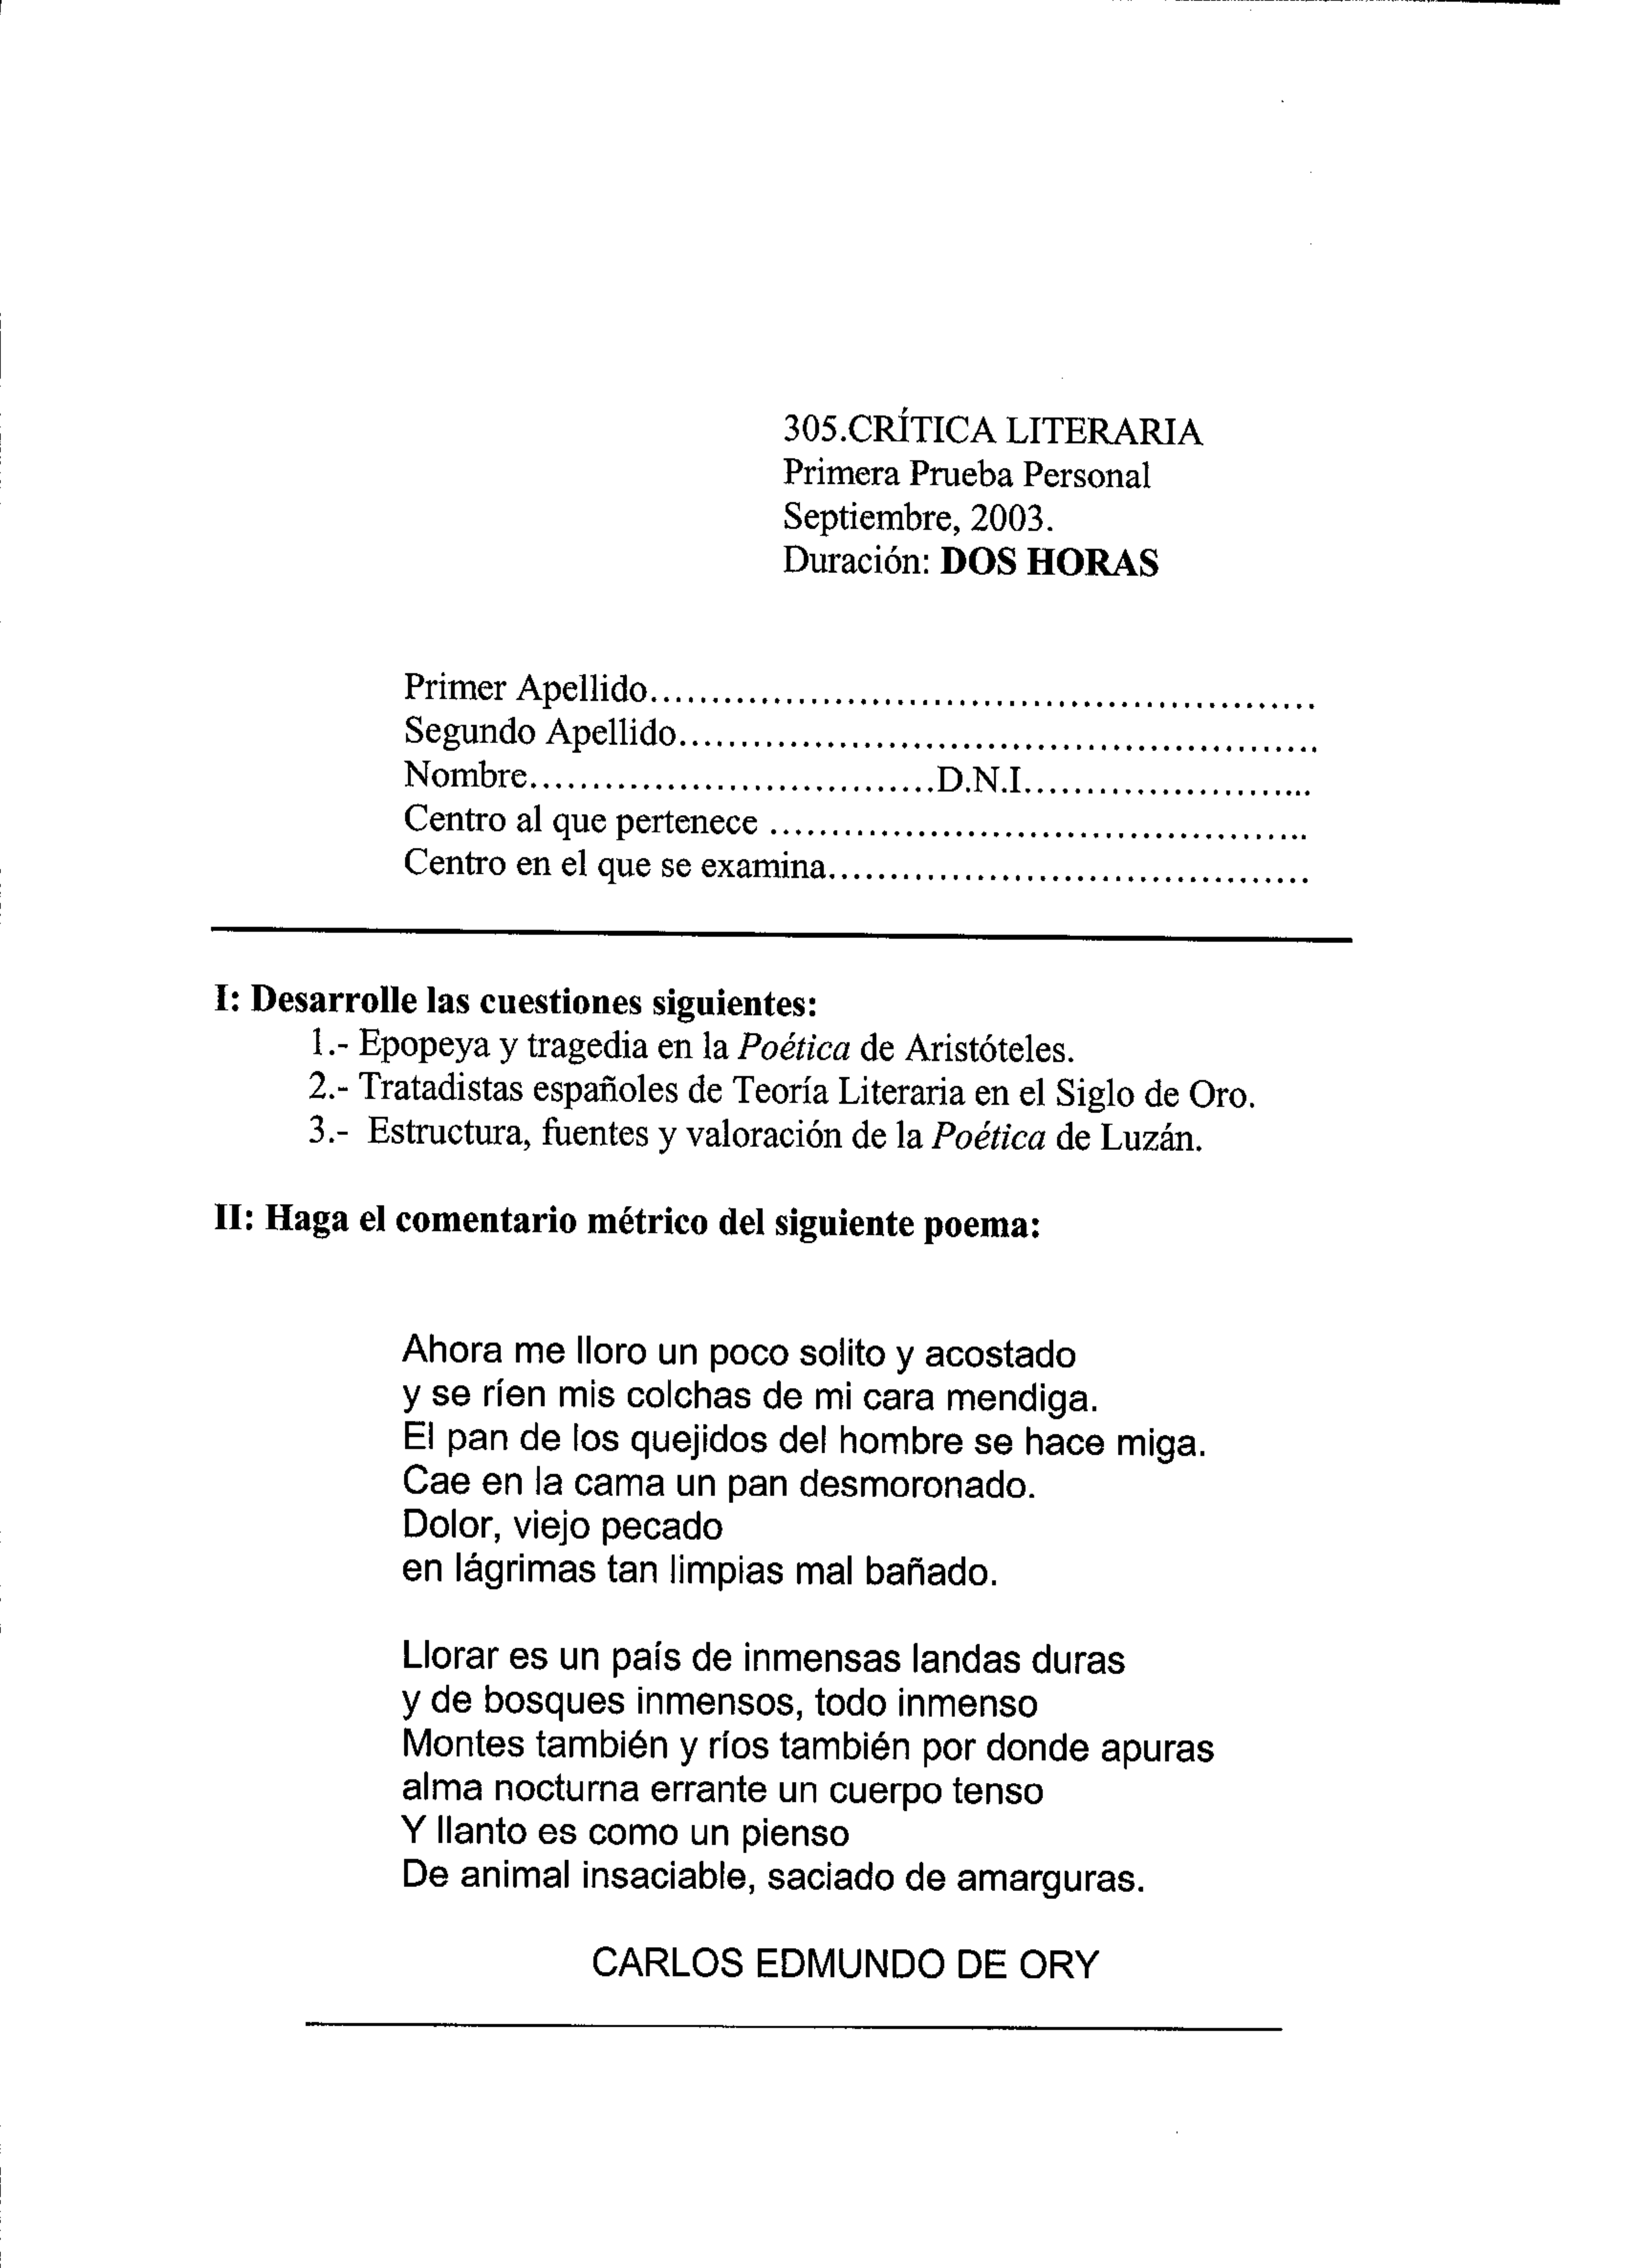 305.CRÍTICA LITERARIA
Primera Prueba Personal
Septiembre, 2003.
Duración: DOS HORAS
Primer Apellido......................................................
Segundo Apellido....................................................
Nombre.................................D.N.I.......................
Centro al que pertenece ............................................
Centro en el que se examina.......................................
I: Desarrolle las cuestiones siguientes:
1.- Epopeya y tragedia en la Poética de Aristóteles.
2.- Tratadistas españoles de Teoría Literaria en el Siglo de Oro.
3.- Estructura, fuentes y valoración de la Poética de Luzán.
II: Haga el comentario métrico del siguiente poema:
Ahora me lloro un poco solito y acostado
y se ríen mis colchas de mi cara mendiga.
El pan de los quejidos del hombre se hace miga.
Cae en la cama un pan desmoronado.
Dolor, viejo pecado
en lágrimas tan limpias mal bañado.
Llorar es un país de inmensas landas duras
y de bosques inmensos, todo inmenso
Montes también y ríos también por donde apuras
alma nocturna errante un cuerpo tenso
Y llanto es como un pienso
De animal insaciable, saciado de amarguras.
CARLOS EDMUNDO DE ORY